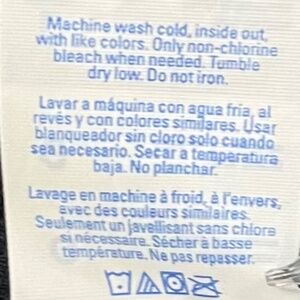 Machine wash cold, inside out,
with like colors. Only non-chlorine
bleach when needed. Tumble
dry low. Do not iron.
Lavar a máquina con agua fria, al
revés y con colores similares. Usar
blanqueador sin cloro solo cuando
sea necesario. Secar a temperatura
baja. No planchar.
Lavage en machine à froid, à l'envers,
avec des couleurs similaires.
Seulement un javellisant sans chlore
si nécessaire. Sécher à basse
température. Ne pas repasser.